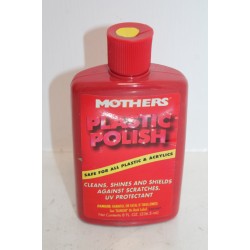 MOTHERS
PLASTIC
POLISH
SAFE FOR ALL PLASTIC & ACRYLICS
CLEANS, SHINES AND SHIELDS
AGAINST SCRATCHES,
UV PROTECTANT